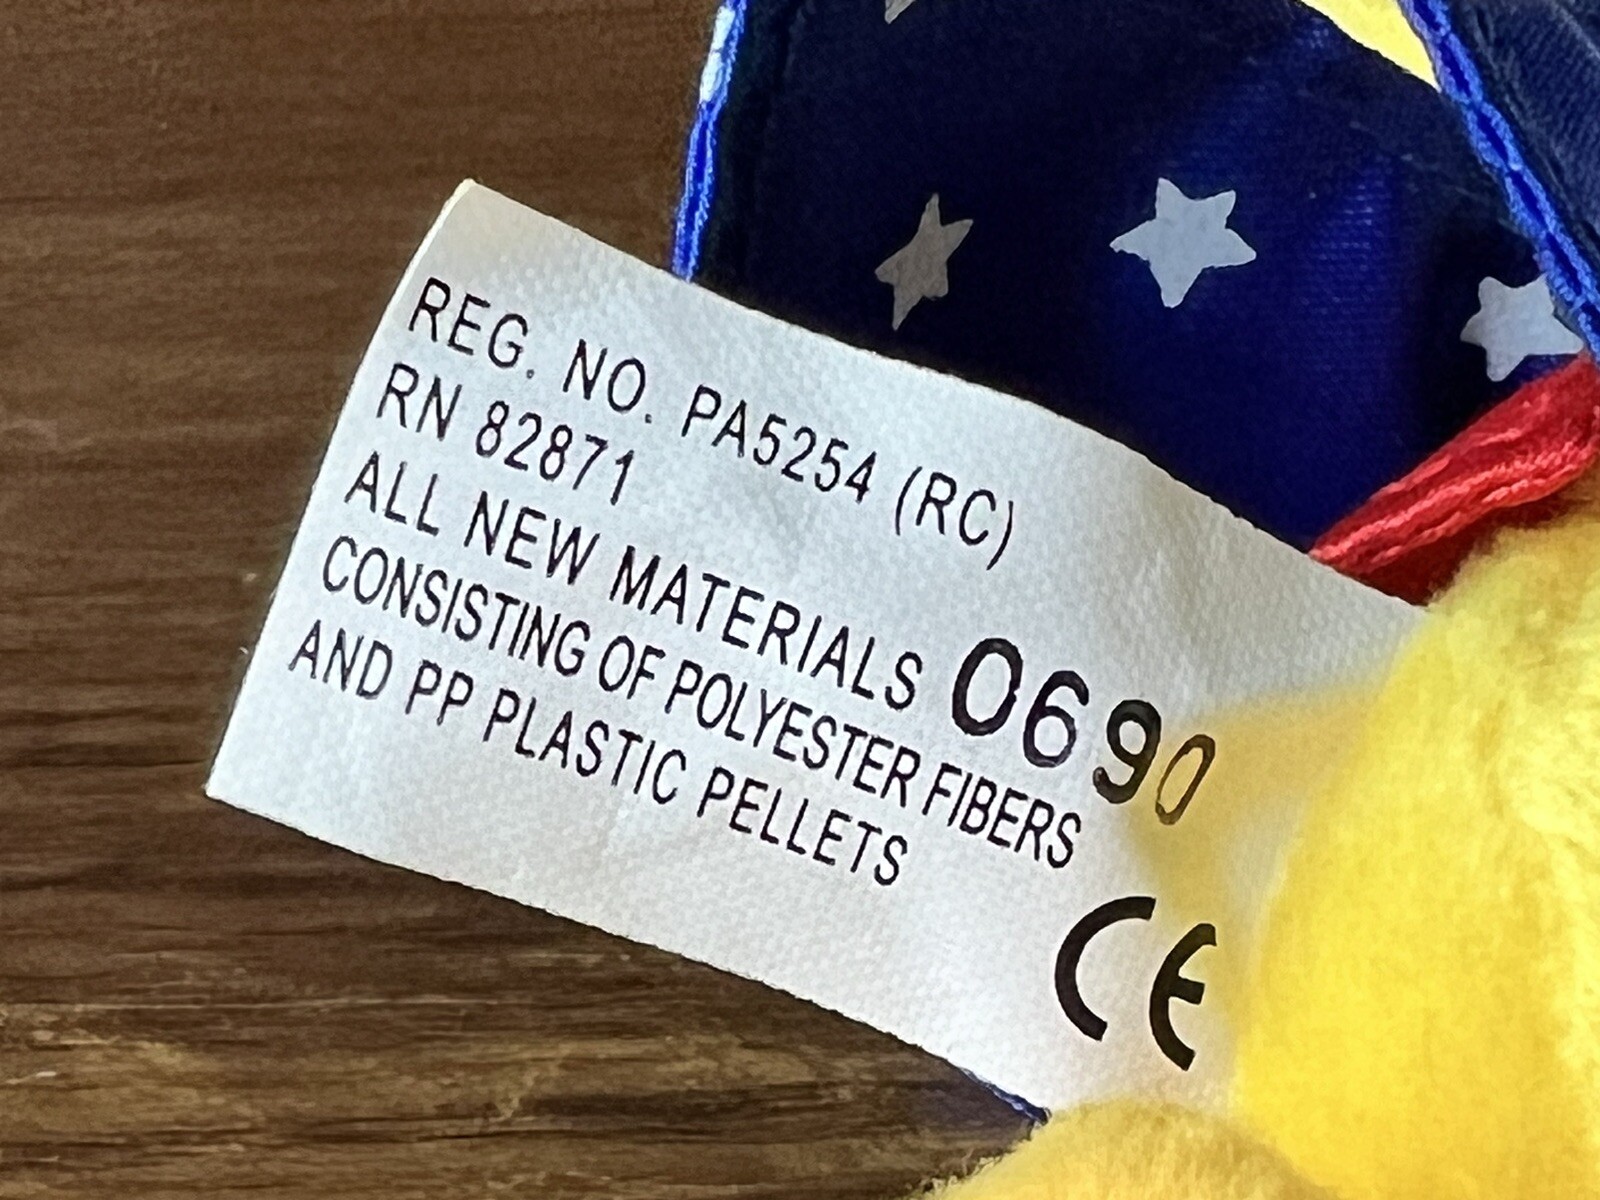 REG. NO. PA5254 (RC)
RN 82871
ALL NEW MATERIALS 0690
CONSISTING OF POLYESTER FIBERS
AND PP PLASTIC PELLETS
CE